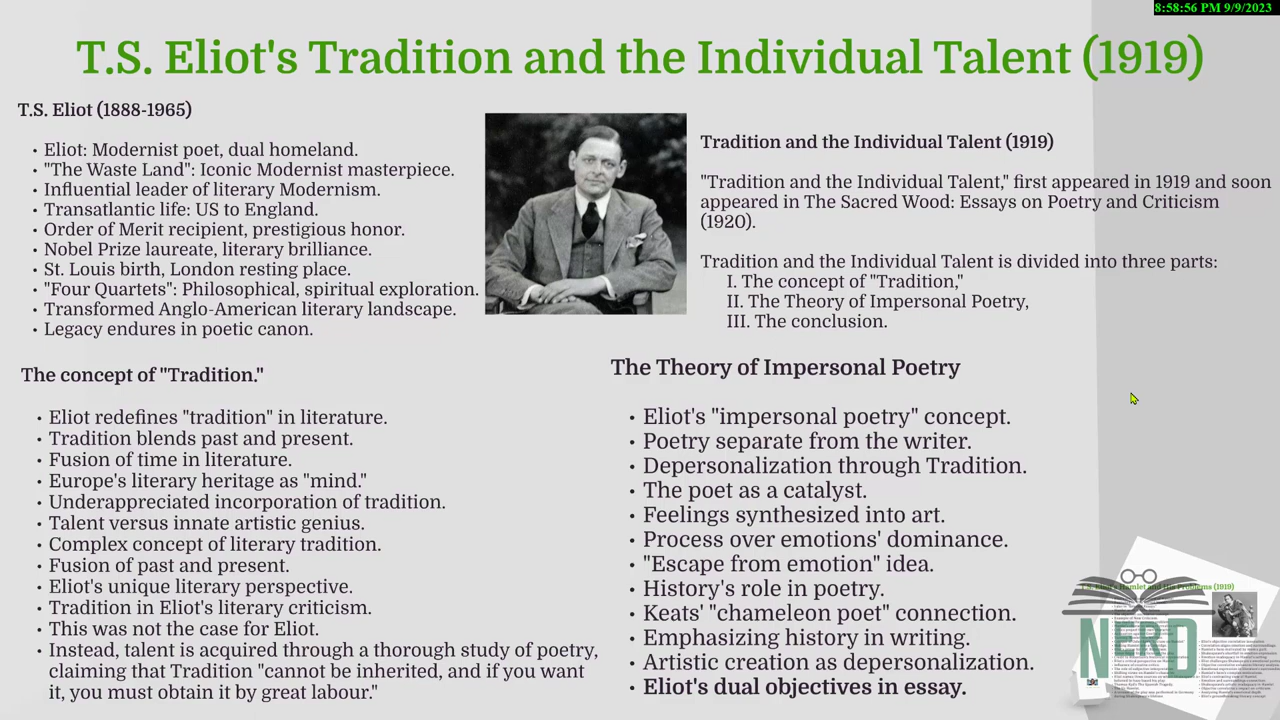 8:58:56 PM 9/9/2023
T.S. Eliot's Tradition and the Individual Talent (1919)
T.S. Eliot (1888-1965)
• Eliot: Modernist poet, dual homeland.
• "The Waste Land": Iconic Modernist masterpiece.
• Influential leader of literary Modernism.
• Transatlantic life: US to England.
• Order of Merit recipient, prestigious honor.
• Nobel Prize laureate, literary brilliance.
• St. Louis birth, London resting place.
• "Four Quartets": Philosophical, spiritual exploration.
• Transformed Anglo-American literary landscape.
• Legacy endures in poetic canon.
Tradition and the Individual Talent (1919)
"Tradition and the Individual Talent," first appeared in 1919 and soon
appeared in The Sacred Wood: Essays on Poetry and Criticism
(1920).
Tradition and the Individual Talent is divided into three parts:
I. The concept of "Tradition,"
II. The Theory of Impersonal Poetry,
III. The conclusion.
The concept of "Tradition."
• Eliot redefines "tradition" in literature.
• Tradition blends past and present.
• Fusion of time in literature.
• Europe's literary heritage as "mind."
• Underappreciated incorporation of tradition.
• Talent versus innate artistic genius.
• Complex concept of literary tradition.
• Fusion of past and present.
• Eliot's unique literary perspective.
• Tradition in Eliot's literary criticism.
• This was not the case for Eliot.
• Instead, talent is acquired through a thorough study of poetry,
claiming that Tradition "cannot be inherited, and if you want
it, you must obtain it by great labour."
The Theory of Impersonal Poetry
• Eliot's "impersonal poetry" concept.
• Poetry separate from the writer.
• Depersonalization through Tradition.
• The poet as a catalyst.
• Feelings synthesized into art.
• Process over emotions' dominance.
• "Escape from emotion" idea.
• History's role in poetry.
• Keats' "chameleon poet" connection.
• Emphasizing history in writing.
• Artistic creation as depersonalization.
• Eliot's dual objectives in essay.
T.S. Eliot's Hamlet and His Problems (1919)
NERD